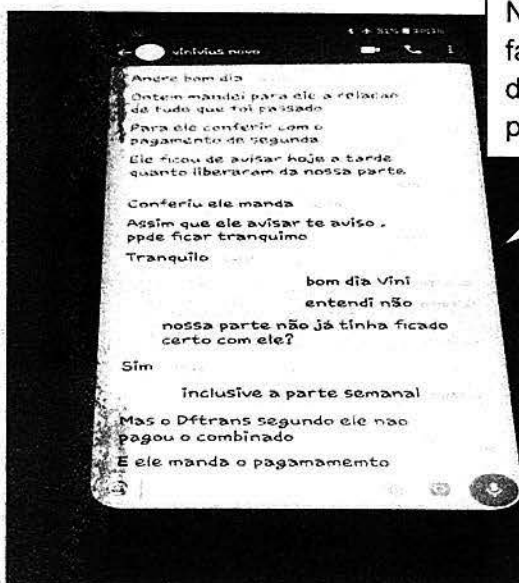 vinivius novo
Andre bom dia
Ontem mandei para ele a relacao
de tudo que foi passado
Para ele conferir com o
pagamento de segunda
Ele ficou de avisar hoje a tarde
quanto liberaram da nossa parte
Conferiu ele manda
Assim que ele avisar te aviso ,
ppde ficar tranquimo
Tranquilo
bom dia Vini
entendi não
nossa parte não já tinha ficado
certo com ele?
Sim
inclusive a parte semanal
Mas o Dftrans segundo ele nao
pagou o combinado
E ele manda o pagamamemto